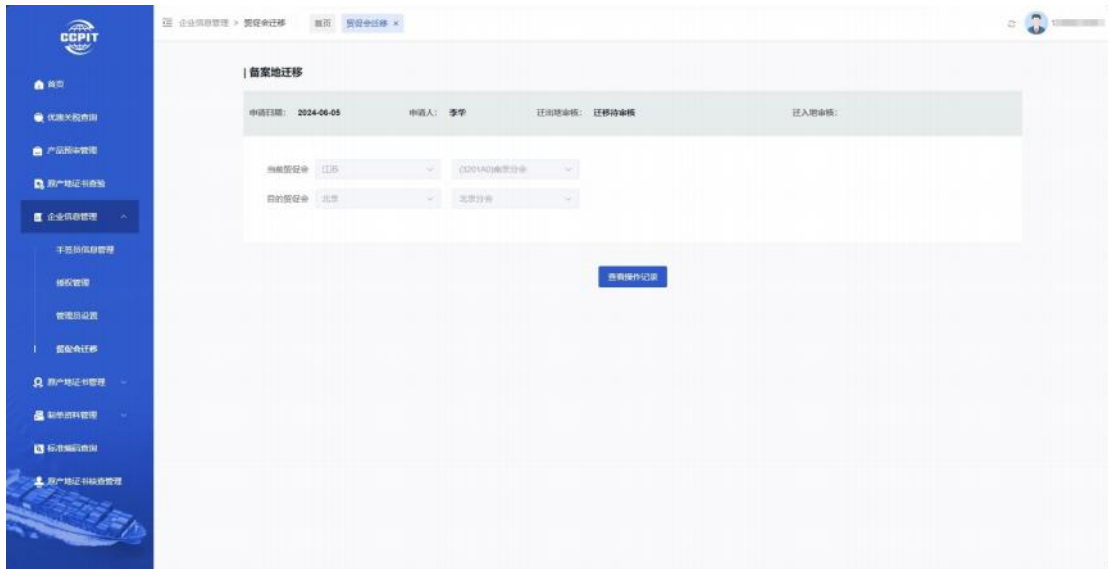 CCPIT
企业信息管理 > 贸促会迁移
首页
贸促会迁移 ×
首页
优惠关税查询
产品预审管理
原产地证书查验
企业信息管理
手签员信息管理
授权管理
管理员设置
贸促会迁移
原产地证书管理
制单资料管理
标准编码查询
原产地证书核查管理
备案地迁移
申请日期: 2024-06-05 申请人: 李学 迁出地审核: 迁移待审核 迁入地审核:
当前贸促会 江苏 (3201A0)南京分会
目的贸促会 北京 北京分会
查看操作记录